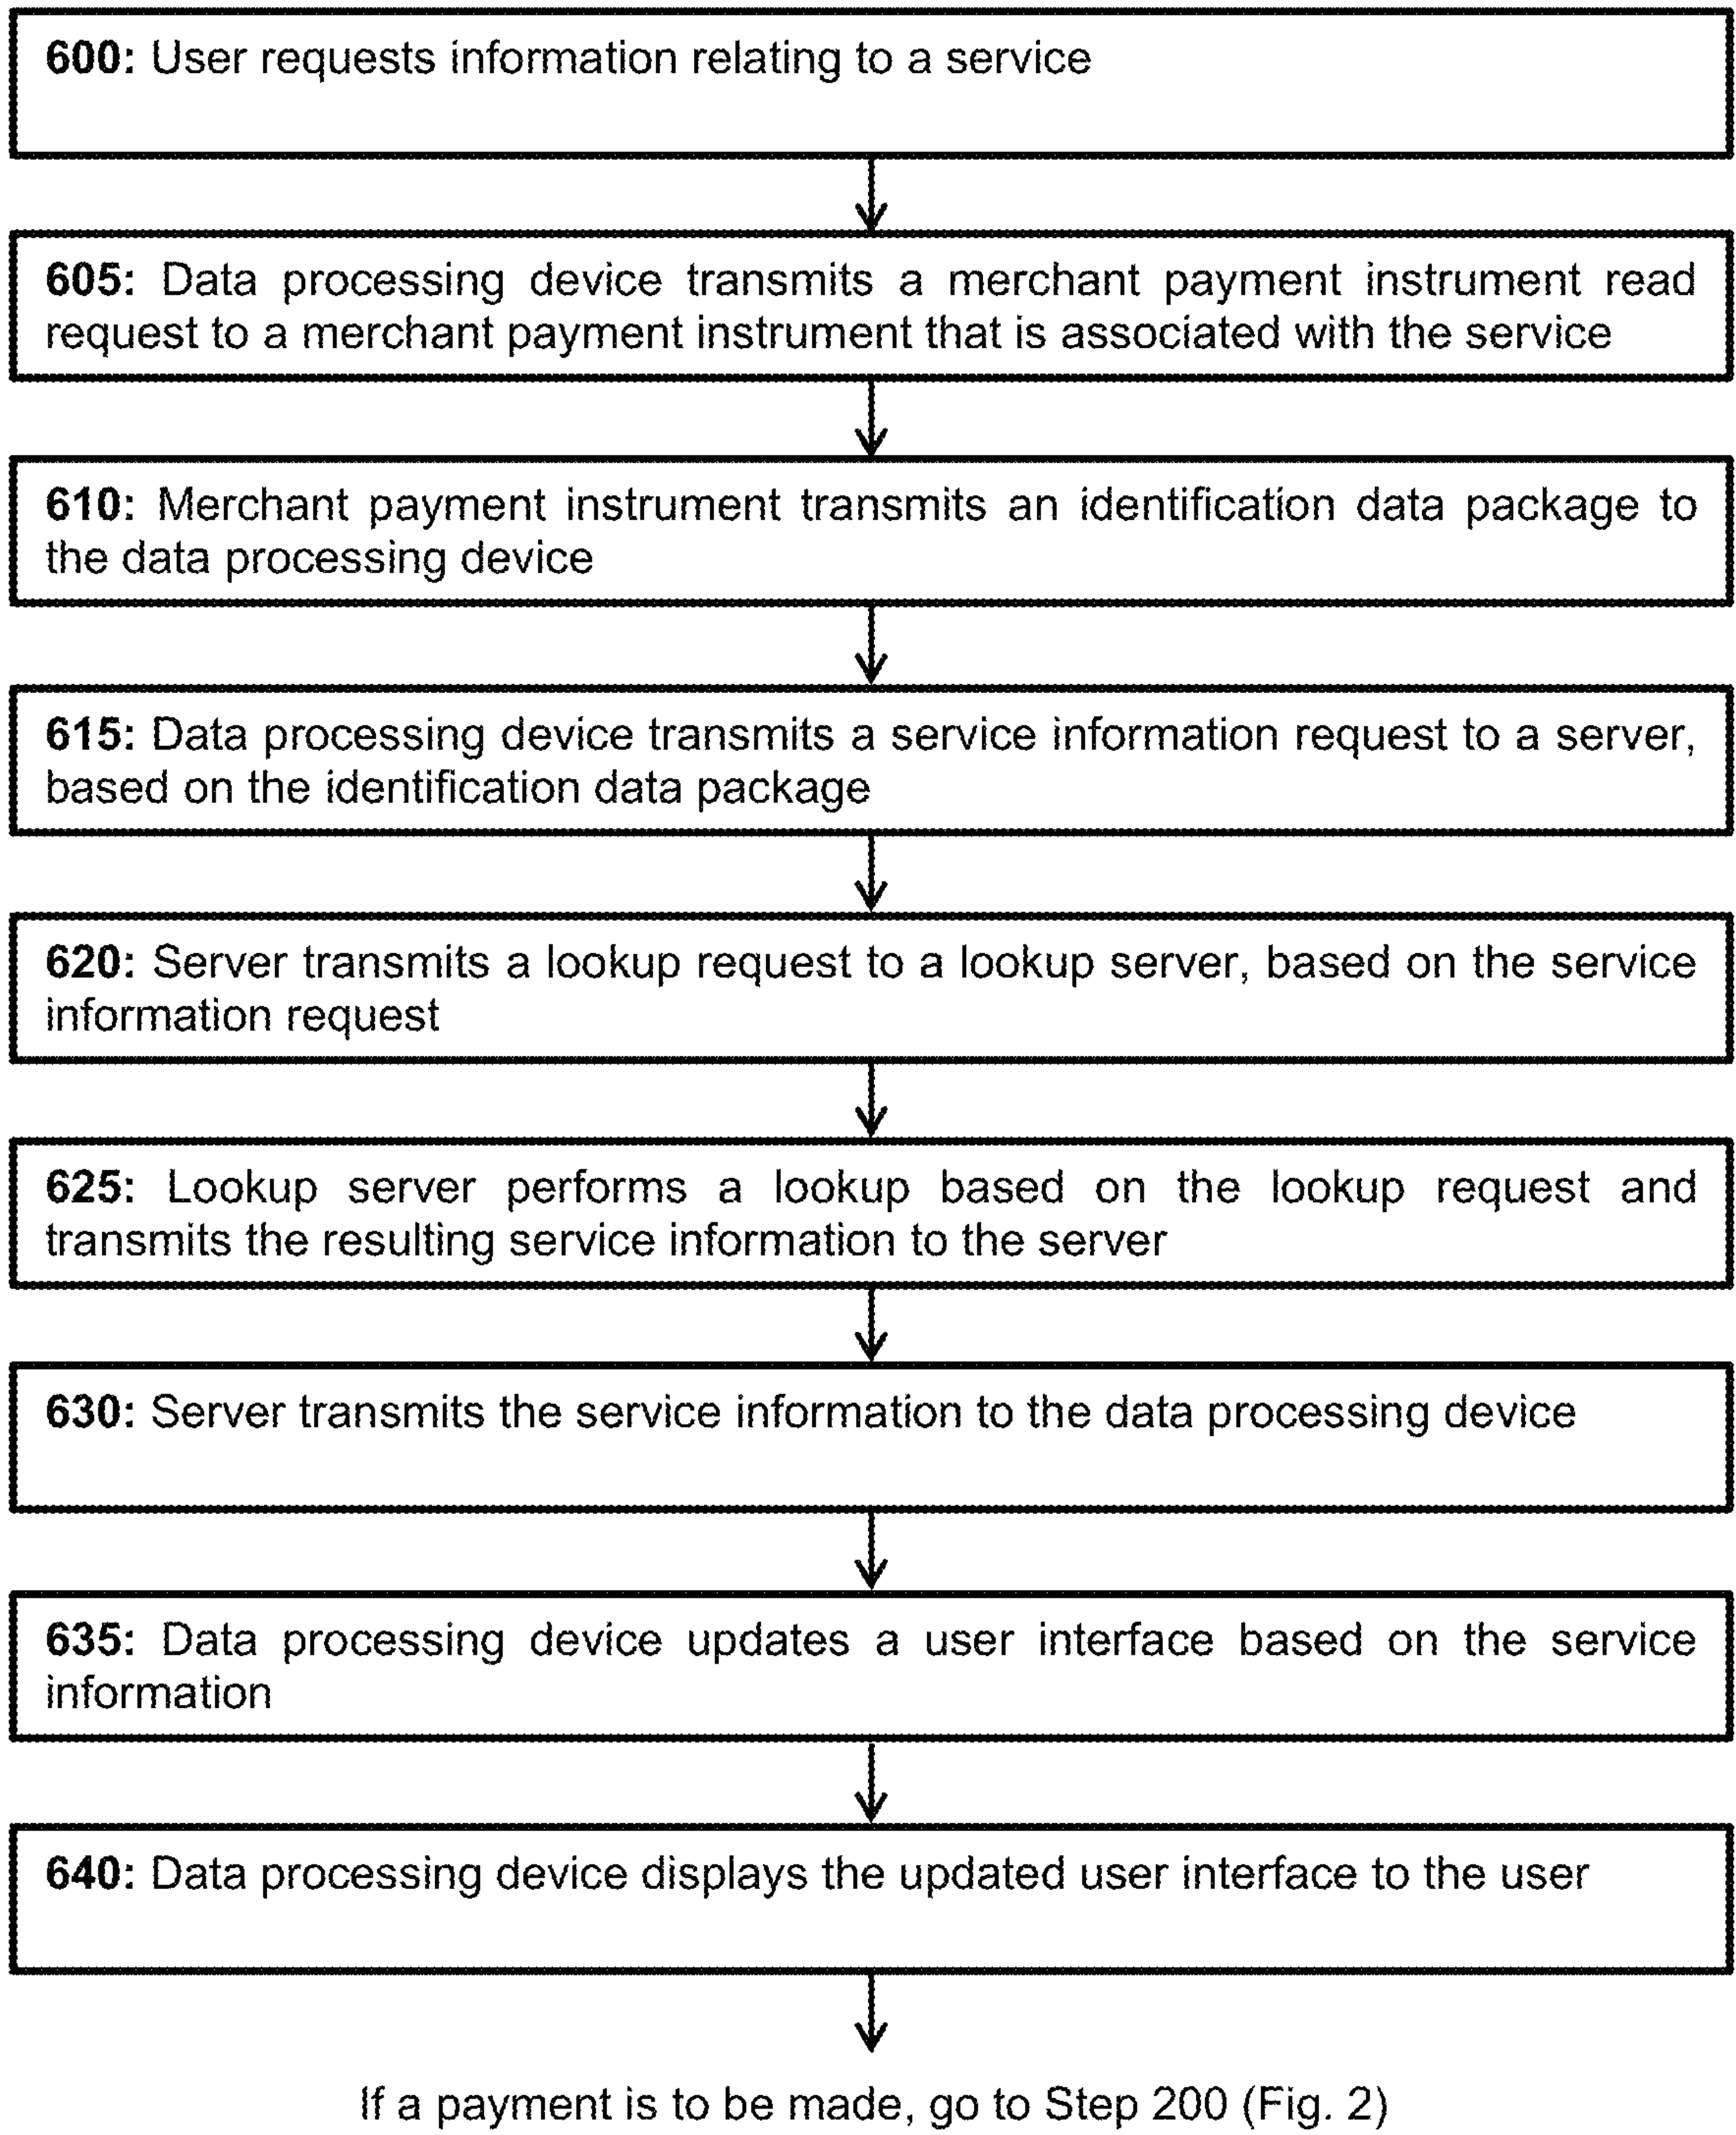 600: User requests information relating to a service
605: Data processing device transmits a merchant payment instrument read
request to a merchant payment instrument that is associated with the service
610: Merchant payment instrument transmits an identification data package to
the data processing device
615: Data processing device transmits a service information request to a server,
based on the identification data package
620: Server transmits a lookup request to a lookup server, based on the service
information request
625: Lookup server performs a lookup based on the lookup request and
transmits the resulting service information to the server
630: Server transmits the service information to the data processing device
635: Data processing device updates a user interface based on the service
information
640: Data processing device displays the updated user interface to the user
If a payment is to be made, go to Step 200 (Fig. 2)